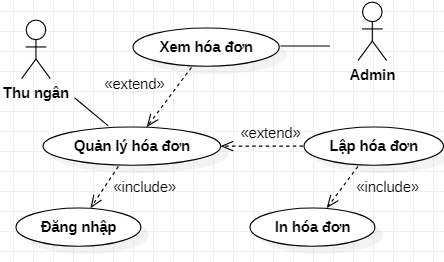 Xem hóa đơn
Admin
Thu ngân
«extend»
Quản lý hóa đơn
«extend»
Lập hóa đơn
«include»
«include»
Đăng nhập
In hóa đơn